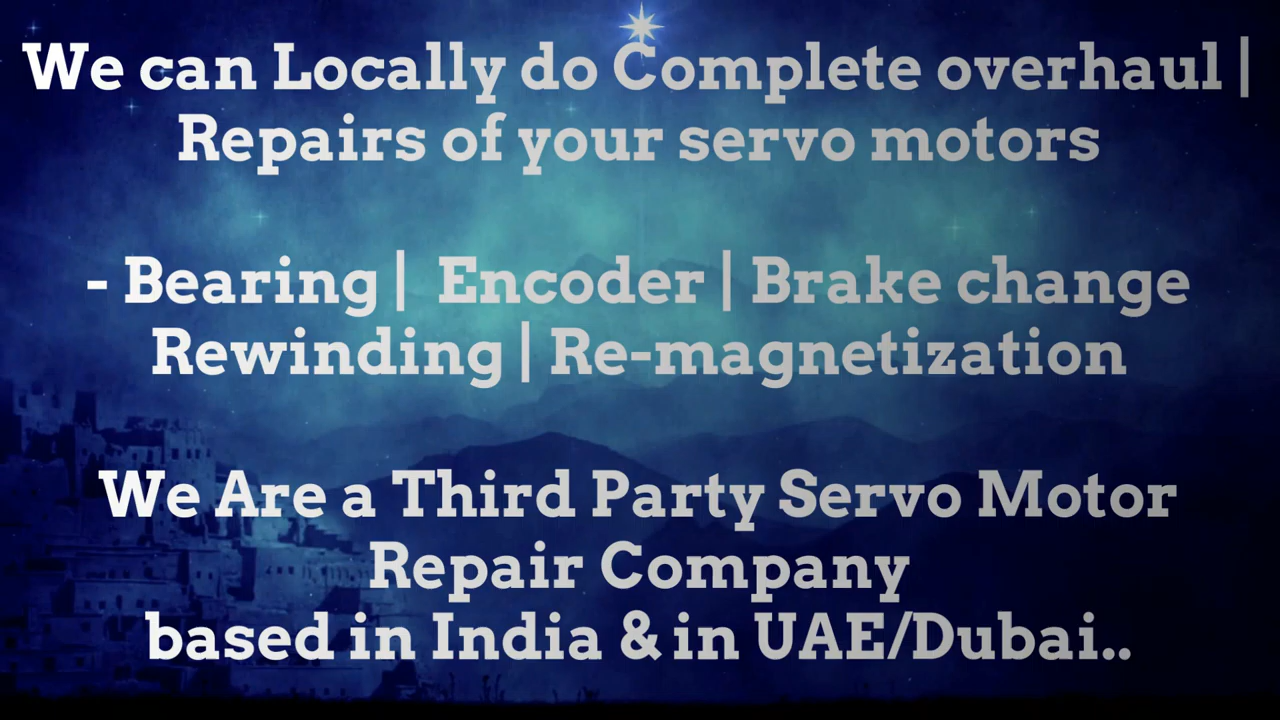 We can Locally do Complete overhaul |
Repairs of your servo motors
- Bearing | Encoder | Brake change
Rewinding | Re-magnetization
We Are a Third Party Servo Motor
Repair Company
based in India & in UAE/Dubai..